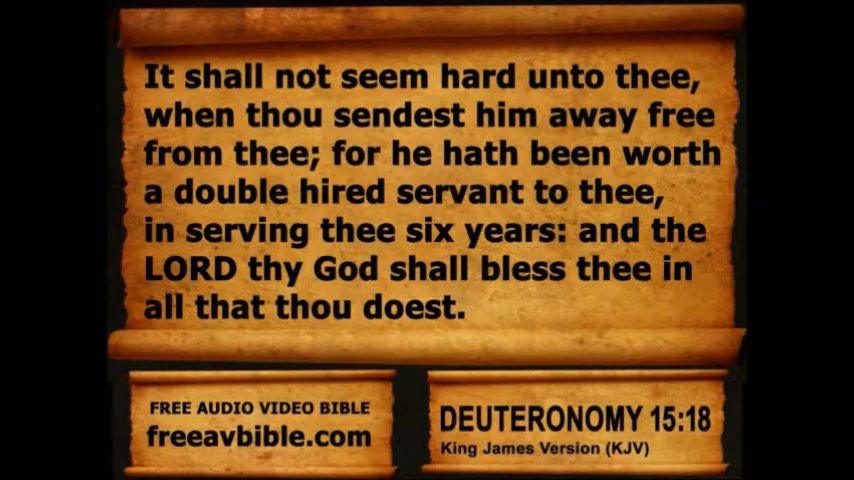 It shall not seem hard unto thee,
when thou sendest him away free
from thee; for he hath been worth
a double hired servant to thee,
in serving thee six years: and the
LORD thy God shall bless thee in
all that thou doest.
FREE AUDIO VIDEO BIBLE
freeavbible.com
DEUTERONOMY 15:18
King James Version (KJV)